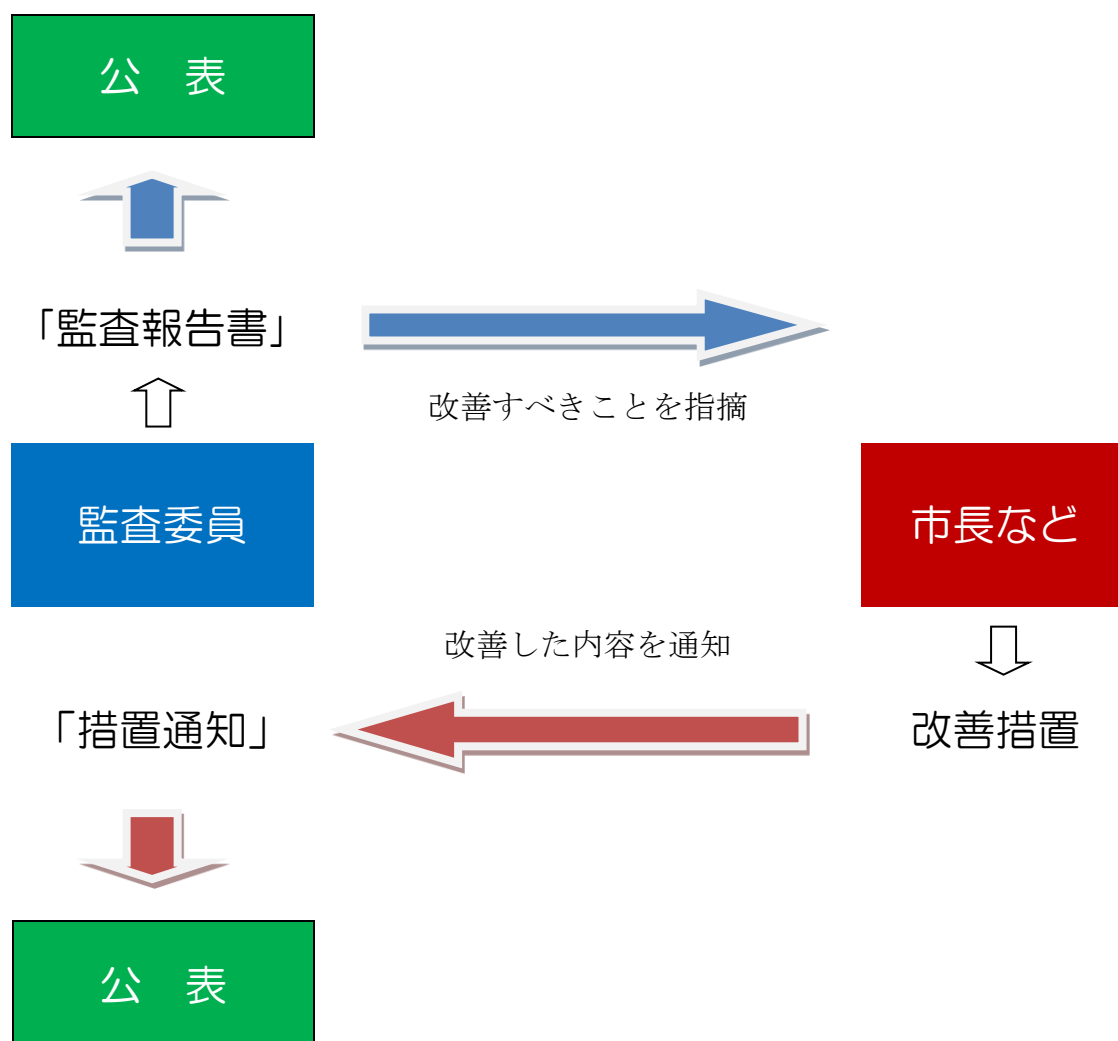 公　表
「監査報告書」
改善すべきことを指摘
監査委員
市長など
改善した内容を通知
「措置通知」
改善措置
公　表